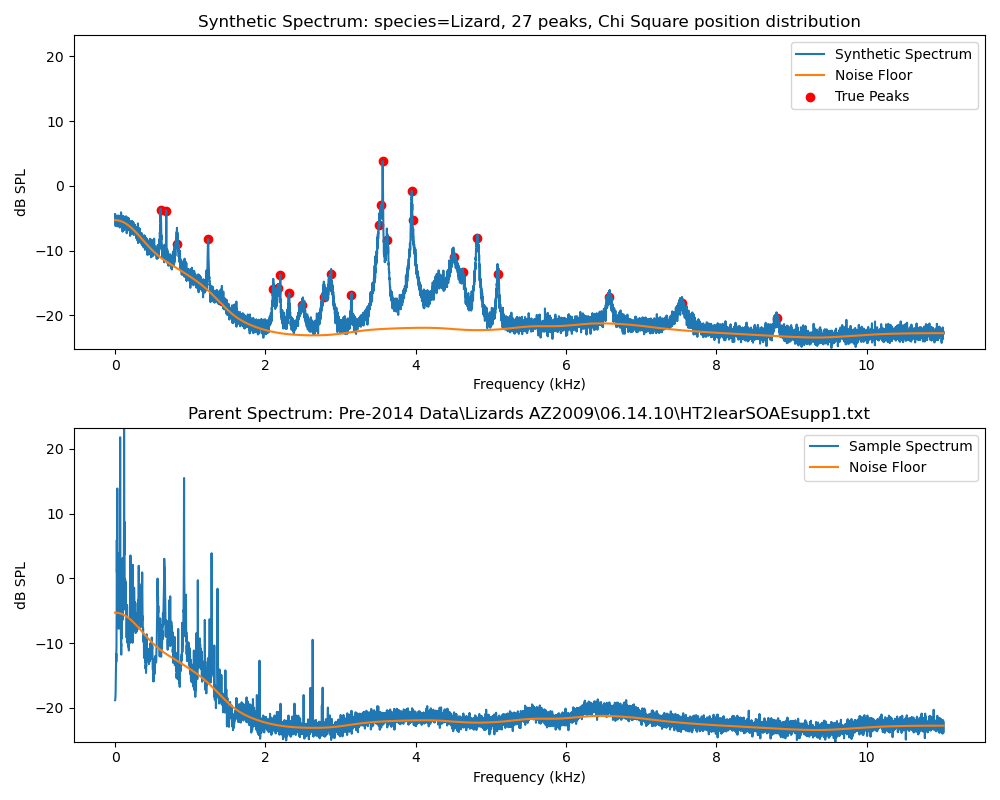 Synthetic Spectrum: species=Lizard, 27 peaks, Chi Square position distribution
20
10
0
−10
−20
dB SPL
Synthetic Spectrum
Noise Floor
True Peaks
0 2 4 6 8 10
Frequency (kHz)
Parent Spectrum: Pre-2014 Data\Lizards AZ2009\06.14.10\HT2learSOAEsupp1.txt
20
10
0
−10
−20
dB SPL
Sample Spectrum
Noise Floor
0 2 4 6 8 10
Frequency (kHz)